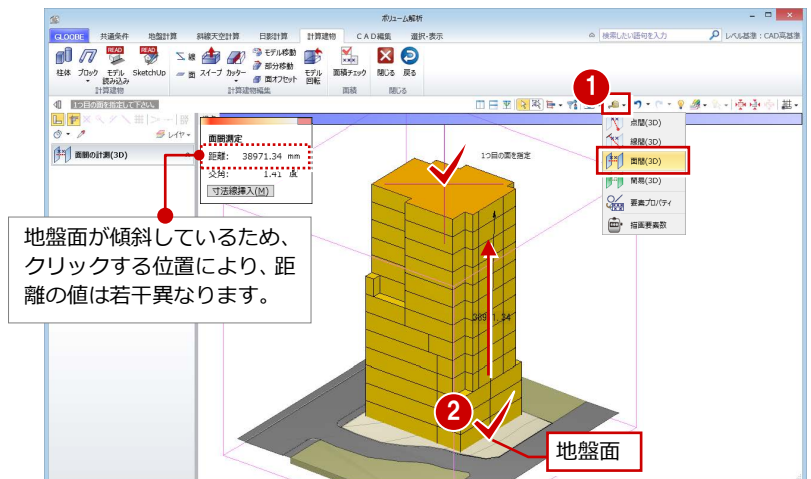 ボリューム解析
GLOOBE 共通条件 地盤計算 斜線天空計算 日影計算 計算建物 CAD編集 選択・表示
検索したい語句を入力 レベル基準：CAD高基準
READ READ
線 モデル移動
部分移動
柱体 ブロック モデル 読み込み SketchUp 面 スイープ カッター 面オフセット モデル 回転 面積チェック 閉じる 戻る
計算建物 計算建物編集 面積 閉じる
1つ目の面を指定して下さい。
1
レイヤ
面間の計測(3D)
面間測定
距離: 38971.34 mm
交角: 1.41 度
寸法線挿入(M)
1つ目の面を指定
点間(3D)
線間(3D)
面間(3D)
簡易(3D)
要素プロパティ
描画要素数
地盤面が傾斜しているため、
クリックする位置により、距
離の値は若干異なります。
38971.34
2
地盤面